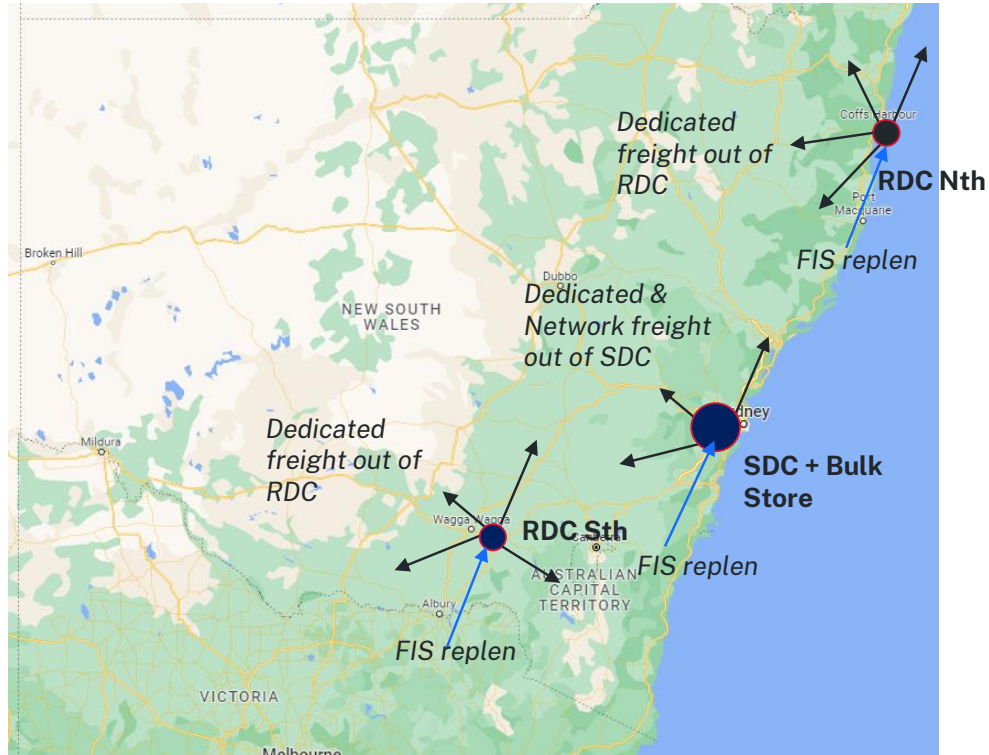 Coffs Harbour
Dedicated
freight out of
RDC
RDC Nth
Port
Macquarie
Broken Hill
FIS replen
Dubbo
Dedicated &
Network freight
out of SDC
NEW SOUTH
WALES
Dedicated
freight out of
RDC
Mildura
dney
SDC + Bulk
Store
Wagga Wagga
RDC Sth
Canberra
FIS replen
AUSTRALIAN
CAPITAL
TERRITORY
Albury
FIS replen
VICTORIA
Melbourne